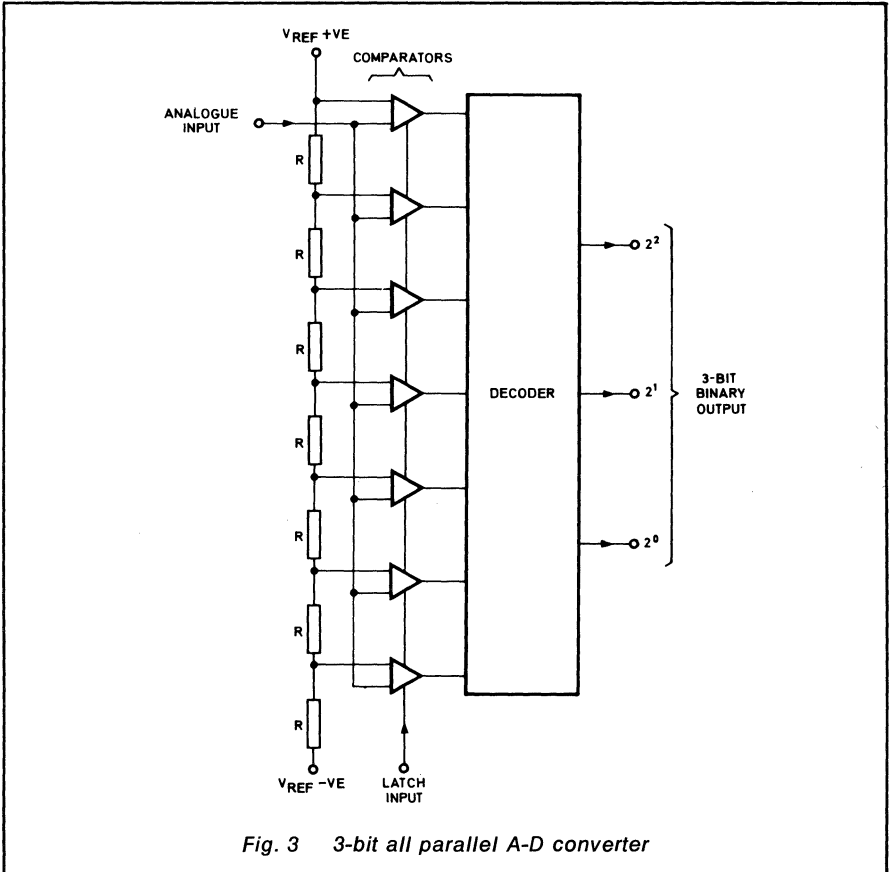 VREF +VE
COMPARATORS
ANALOGUE
INPUT
R
R
R
R
R
R
R
DECODER
2²
2¹
2⁰
3-BIT
BINARY
OUTPUT
VREF -VE
LATCH
INPUT
Fig. 3 3-bit all parallel A-D converter